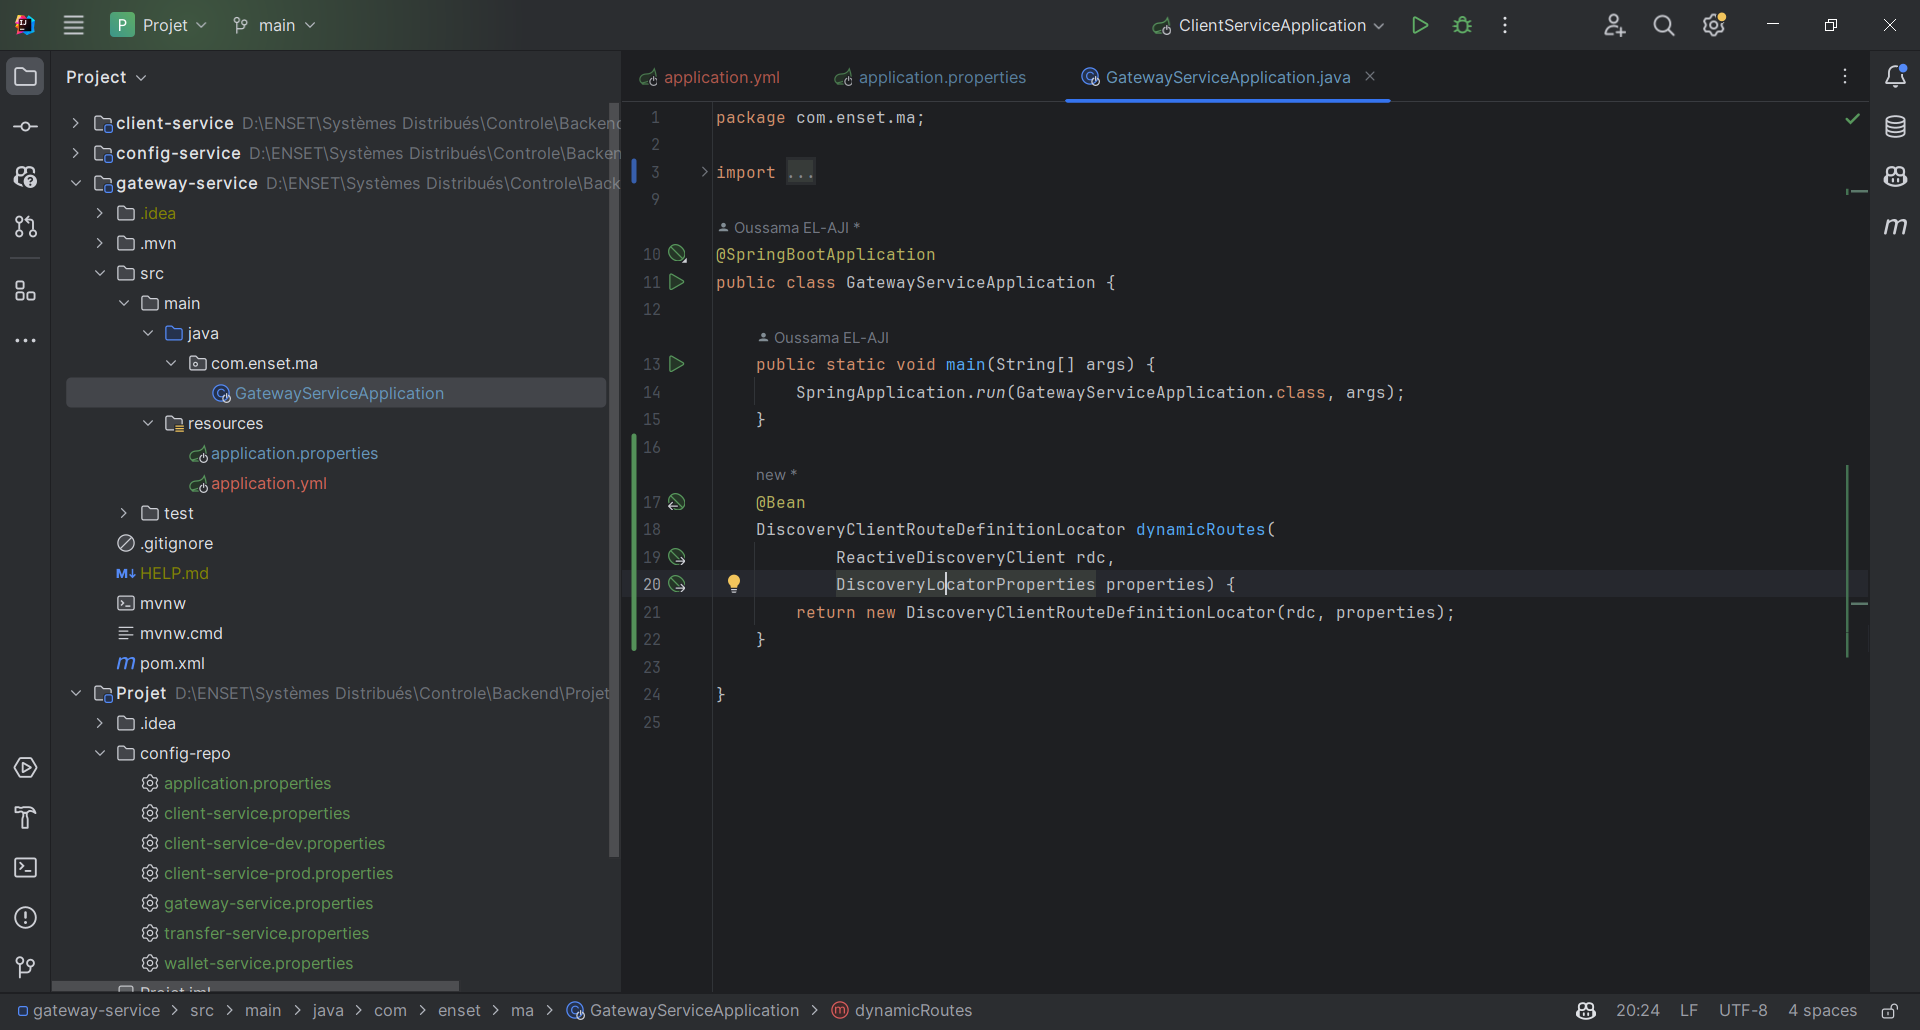 P Projet main ClientServiceApplication
Project
client-service D:\ENSET\Systèmes Distribués\Controle\Backend
config-service D:\ENSET\Systèmes Distribués\Controle\Backen
gateway-service D:\ENSET\Systèmes Distribués\Controle\Back
.idea
.mvn
src
main
java
com.enset.ma
GatewayServiceApplication
resources
application.properties
application.yml
test
.gitignore
M↓ HELP.md
mvnw
mvnw.cmd
m pom.xml
Projet D:\ENSET\Systèmes Distribués\Controle\Backend\Projet
.idea
config-repo
application.properties
client-service.properties
client-service-dev.properties
client-service-prod.properties
gateway-service.properties
transfer-service.properties
wallet-service.properties
Projet.iml
application.yml application.properties GatewayServiceApplication.java
1 package com.enset.ma;
2
3 import ...
9
Oussama EL-AJI *
10 @SpringBootApplication
11 public class GatewayServiceApplication {
12
Oussama EL-AJI
13 public static void main(String[] args) {
14 SpringApplication.run(GatewayServiceApplication.class, args);
15 }
16
new *
17 @Bean
18 DiscoveryClientRouteDefinitionLocator dynamicRoutes(
19 ReactiveDiscoveryClient rdc,
20 DiscoveryLocatorProperties properties) {
21 return new DiscoveryClientRouteDefinitionLocator(rdc, properties);
22 }
23
24 }
25
m
gateway-service > src > main > java > com > enset > ma > GatewayServiceApplication > m dynamicRoutes
20:24 LF UTF-8 4 spaces